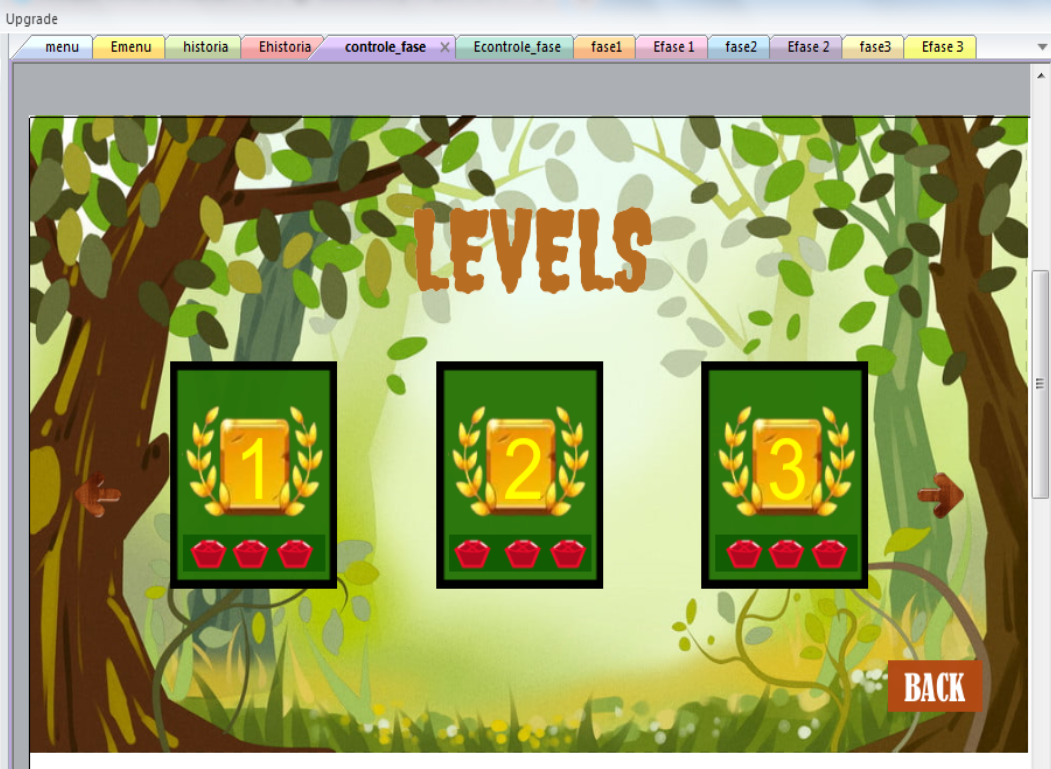 Upgrade
menu Emenu historia Ehistoria controle_fase Econtrole_fase fase1 Efase 1 fase2 Efase 2 fase3 Efase 3
LEVELS
1 2 3
BACK